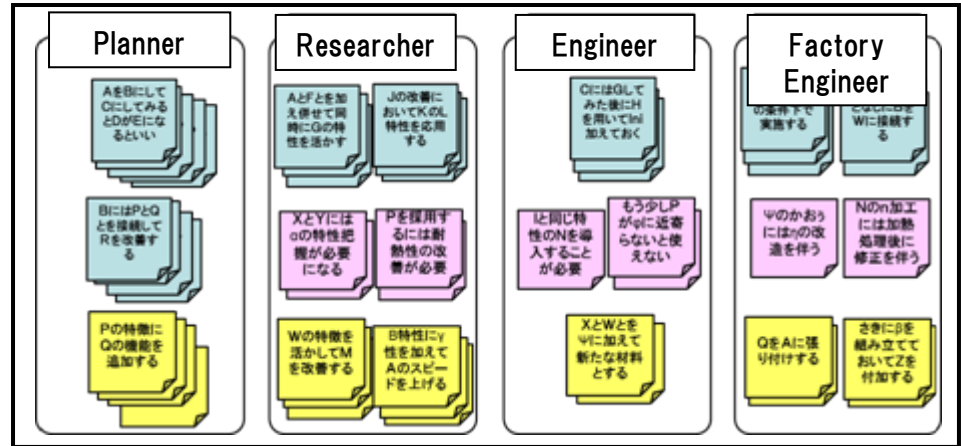 Planner
AをBにして
CにしてみるとDがEになるといい
BにはPとQ
とを接続して
Rを改善す
る
Pの特徴に
Qの機能を
追加する
Researcher
AとFとを加
え併せて同
時にGの特
性を活かす
Jの改善に
おいてKのL
特性を応用
する
XとYには
αの特性把
握が必要
になる
Pを採用す
るには耐
熱性の改
善が必要
Wの特徴を
活かしてM
を改善する
B特性にγ
性を加えて
Aのスピー
ドを上げる
Engineer
CにはGして
みた後にH
を用いてIni
加えておく
Iと同じ特
性のNを導
入すること
が必要
もう少しP
がφに近寄
らないと使
えない
XとWとを
Ψに加えて
新たな材料
とする
Factory
Engineer
の条件下で
実施する
Wに接続する
Ψのかおぅ
にはηの改
造を伴う
Nのn加工
には加熱
処理後に
修正を伴う
QをAに張
り付けする
さきにβを
組み立てて
おいてZを
付加する